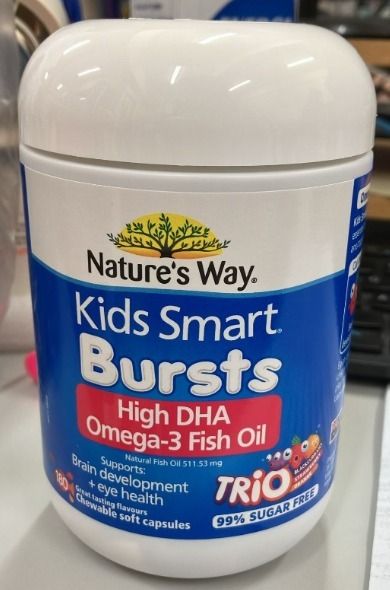 Nature's Way®
Kids Smart®
Bursts
High DHA
Omega-3 Fish Oil
Natural Fish Oil 511.53 mg
Supports:
Brain development
+ eye health
180
Great tasting flavours
Chewable soft capsules
TRiO
99% SUGAR FREE